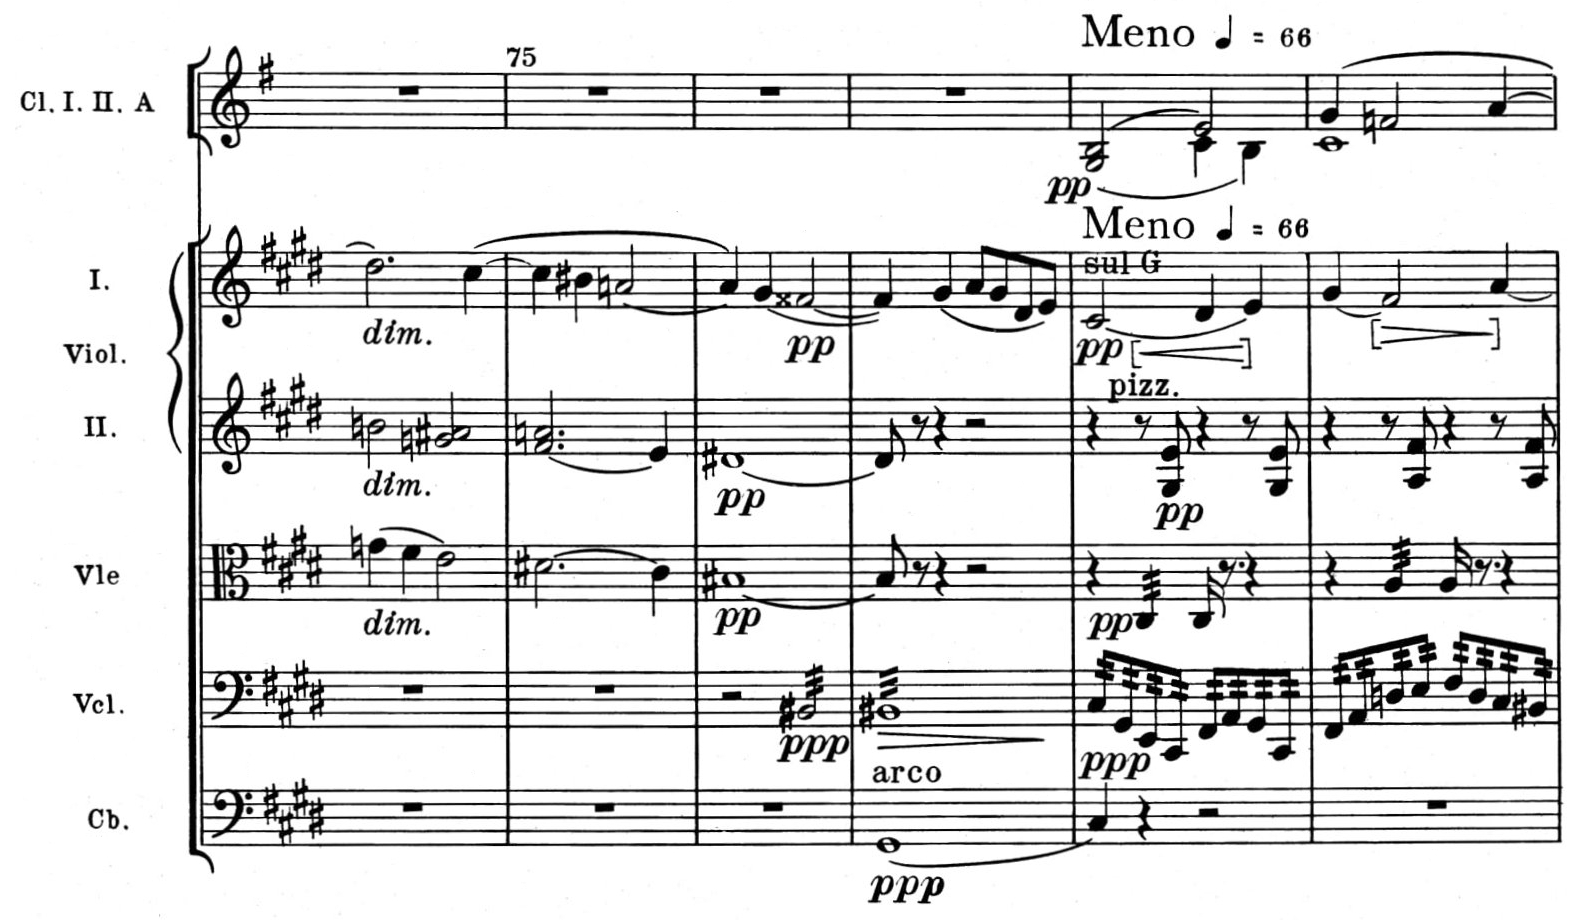 Meno ♩ = 66
75
Cl. I. II. A
pp
Meno ♩ = 66
I.
sul G
dim.
pp
pp
Viol.
pizz.
II.
dim.
pp
pp
Vle
dim.
pp
pp
Vcl.
ppp
ppp
arco
Cb.
ppp